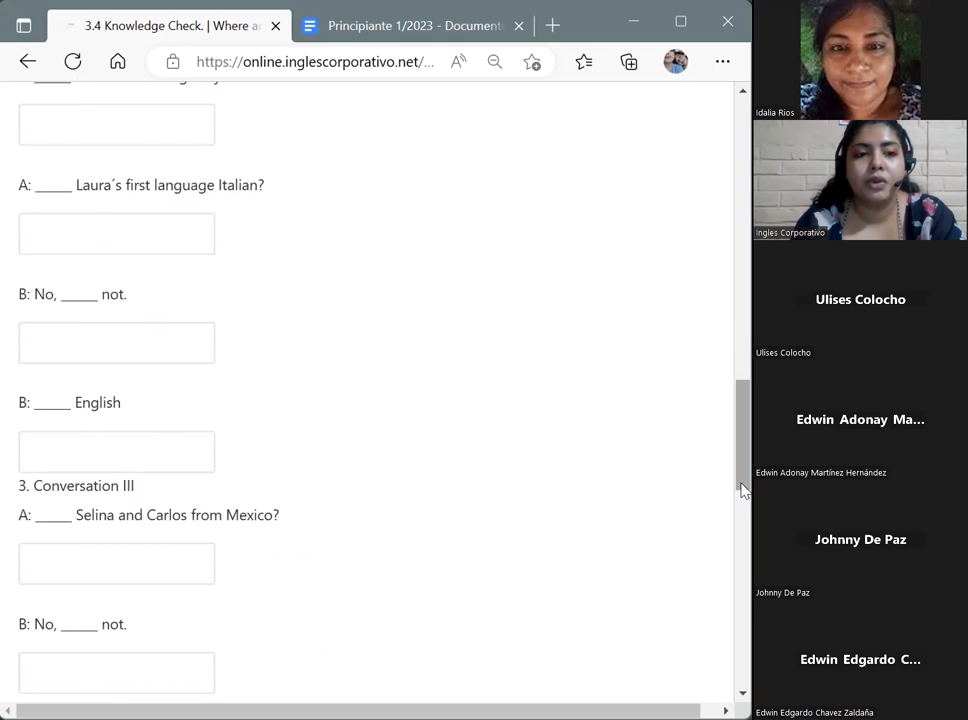 3.4 Knowledge Check. | Where a
Principiante 1/2023 - Document
https://online.inglescorporativo.net/...
A: _____ Laura´s first language Italian?
B: No, _____ not.
B: _____ English
3. Conversation III
A: _____ Selina and Carlos from Mexico?
B: No, _____ not.
Idalia Rios
Ingles Corporativo
Ulises Colocho
Ulises Colocho
Edwin Adonay Ma...
Edwin Adonay Martínez Hernández
Johnny De Paz
Johnny De Paz
Edwin Edgardo C...
Edwin Edgardo Chavez Zaldaña